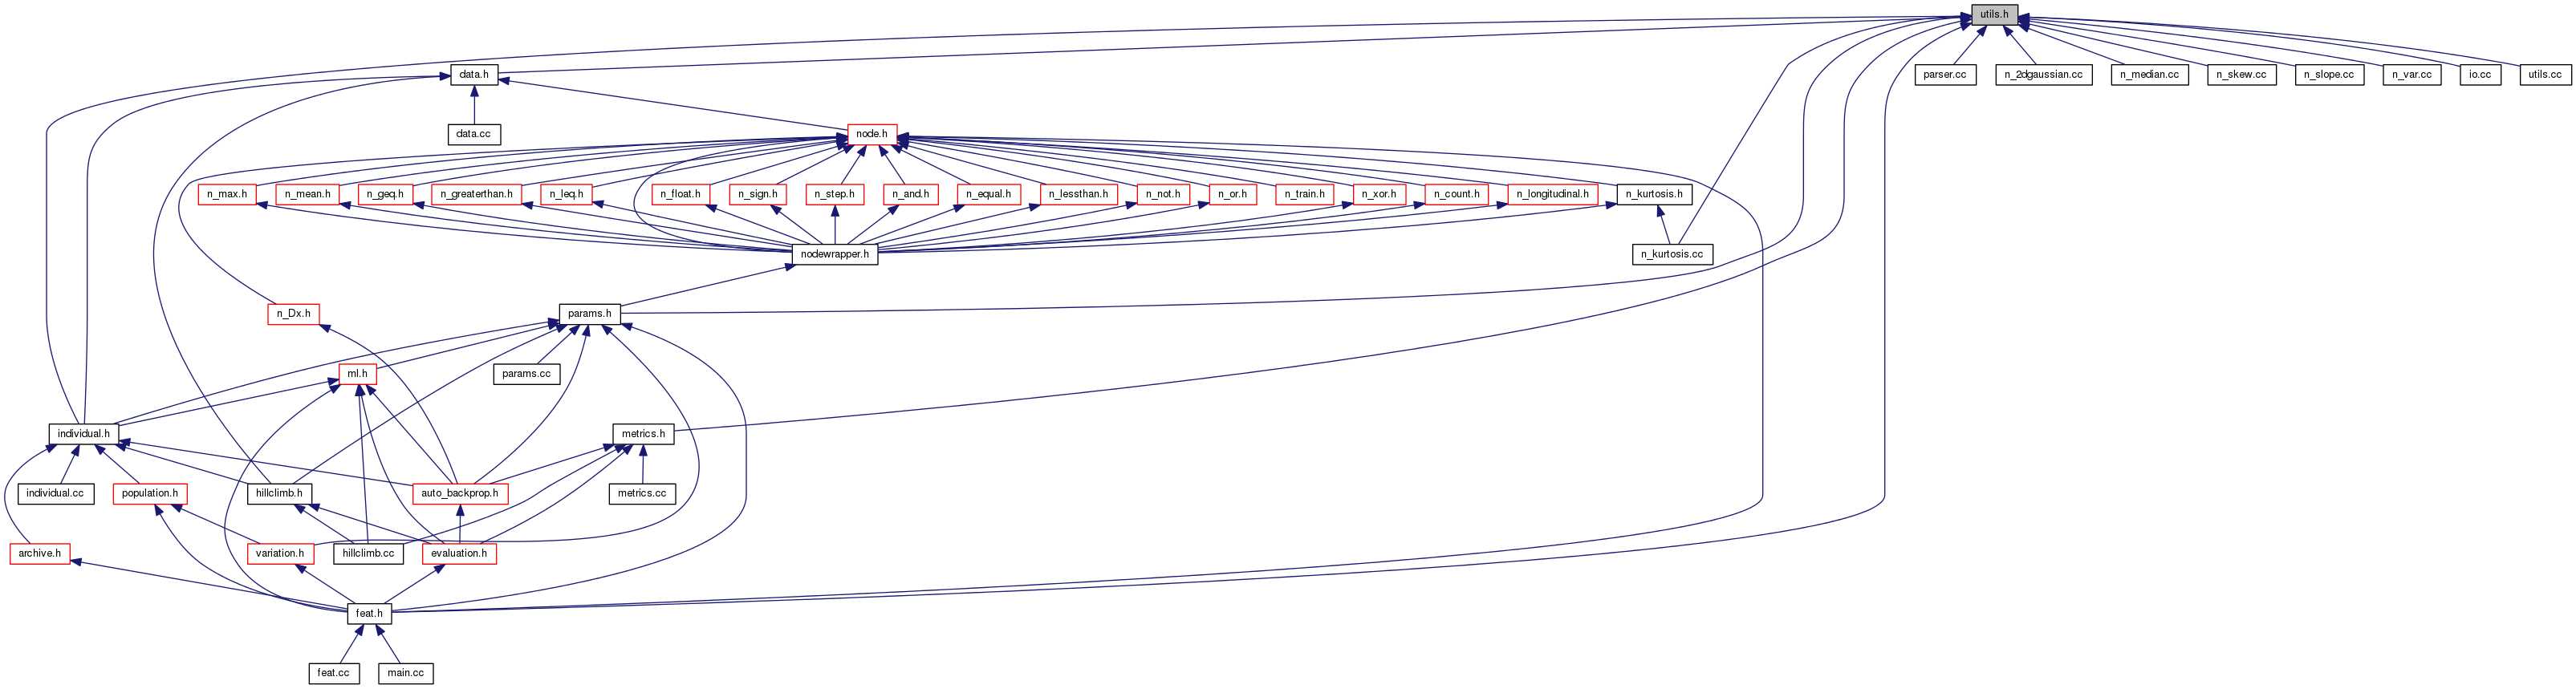 utils.h
data.h
parser.cc
n_2dgaussian.cc
n_median.cc
n_skew.cc
n_slope.cc
n_var.cc
io.cc
utils.cc
data.cc
node.h
n_max.h
n_mean.h
n_geq.h
n_greaterthan.h
n_leq.h
n_float.h
n_sign.h
n_step.h
n_and.h
n_equal.h
n_lessthan.h
n_not.h
n_or.h
n_train.h
n_xor.h
n_count.h
n_longitudinal.h
n_kurtosis.h
nodewrapper.h
n_kurtosis.cc
n_Dx.h
params.h
ml.h
params.cc
individual.h
metrics.h
individual.cc
population.h
hillclimb.h
auto_backprop.h
metrics.cc
archive.h
variation.h
hillclimb.cc
evaluation.h
feat.h
feat.cc
main.cc